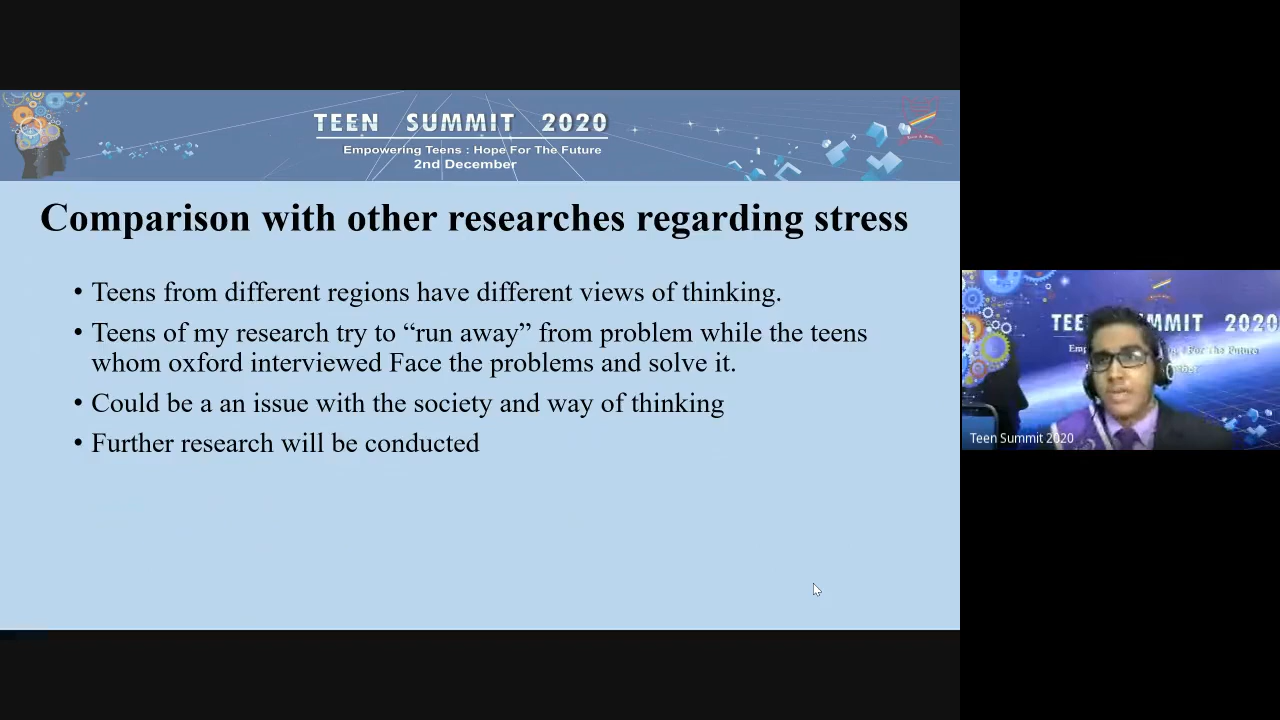 TEEN SUMMIT 2020
Empowering Teens : Hope For The Future
2nd December
Comparison with other researches regarding stress
• Teens from different regions have different views of thinking.
• Teens of my research try to “run away” from problem while the teens
whom oxford interviewed Face the problems and solve it.
• Could be a an issue with the society and way of thinking
• Further research will be conducted
2020
For The Future
Teen Summit 2020